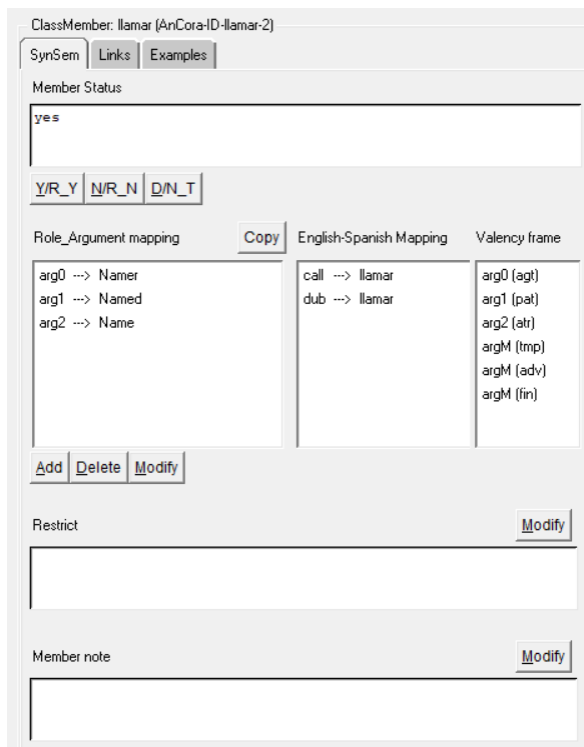 ClassMember: llamar (AnCora-ID-llamar-2)
SynSem Links Examples
Member Status
yes
Y/R_Y N/R_N D/N_T
Role_Argument mapping Copy English-Spanish Mapping Valency frame
arg0 ---> Namer call ---> llamar arg0 (agt)
arg1 ---> Named dub ---> llamar arg1 (pat)
arg2 ---> Name arg2 (atr)
argM (tmp)
argM (adv)
argM (fin)
Add Delete Modify
Restrict Modify
Member note Modify